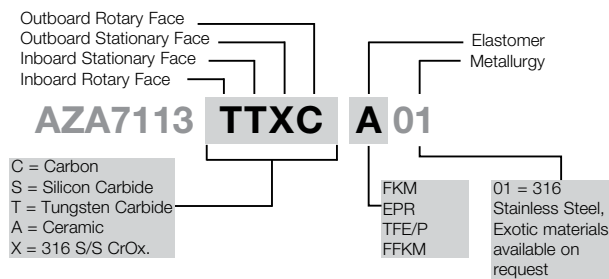 Outboard Rotary Face
Outboard Stationary Face
Inboard Stationary Face
Inboard Rotary Face
Elastomer
Metallurgy
AZA7113 TTXC A 01
C = Carbon
S = Silicon Carbide
T = Tungsten Carbide
A = Ceramic
X = 316 S/S CrOx.
FKM
EPR
TFE/P
FFKM
01 = 316
Stainless Steel,
Exotic materials
available on
request